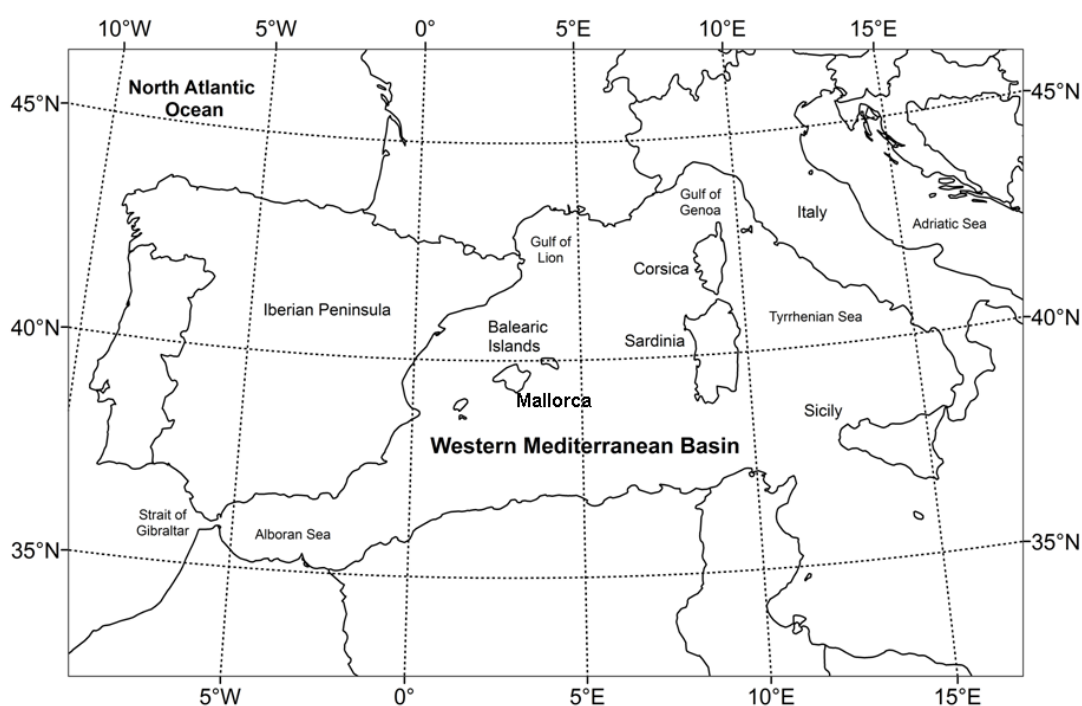 10°W 5°W 0° 5°E 10°E 15°E
North Atlantic
Ocean
45°N 45°N
Gulf of
Genoa
Italy
Adriatic Sea
Gulf of
Lion
Corsica
Iberian Peninsula
Tyrrhenian Sea
40°N 40°N
Balearic
Islands
Sardinia
Mallorca
Sicily
Western Mediterranean Basin
Strait of
Gibraltar
Alboran Sea
35°N 35°N
5°W 0° 5°E 10°E 15°E